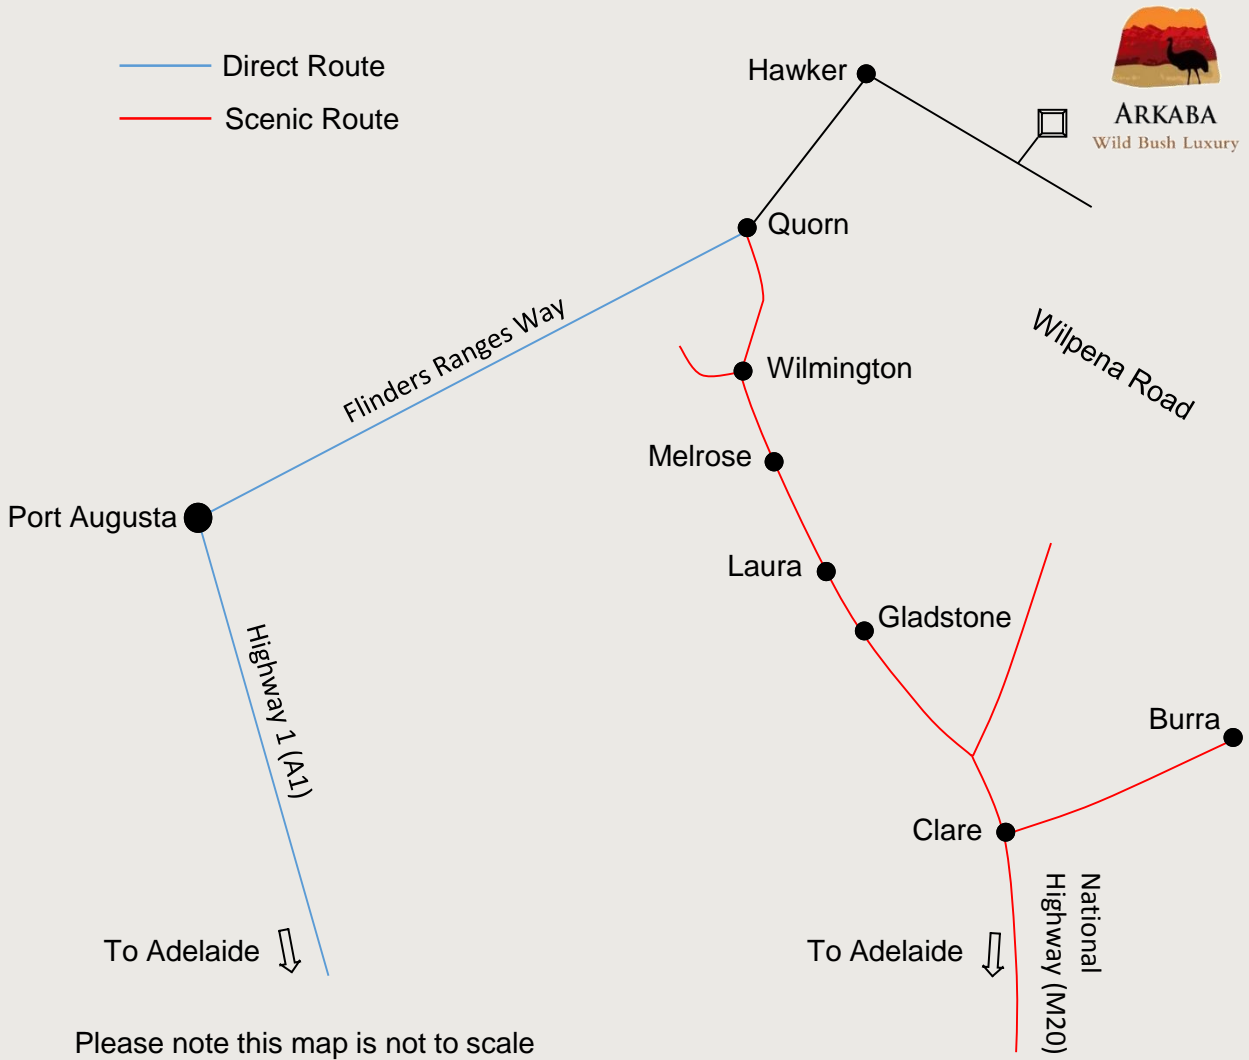 Direct Route
Scenic Route
Hawker
ARKABA
Wild Bush Luxury
Quorn
Flinders Ranges Way
Wilpena Road
Wilmington
Melrose
Port Augusta
Laura
Gladstone
Highway 1 (A1)
Burra
Clare
National
Highway (M20)
To Adelaide
To Adelaide
Please note this map is not to scale